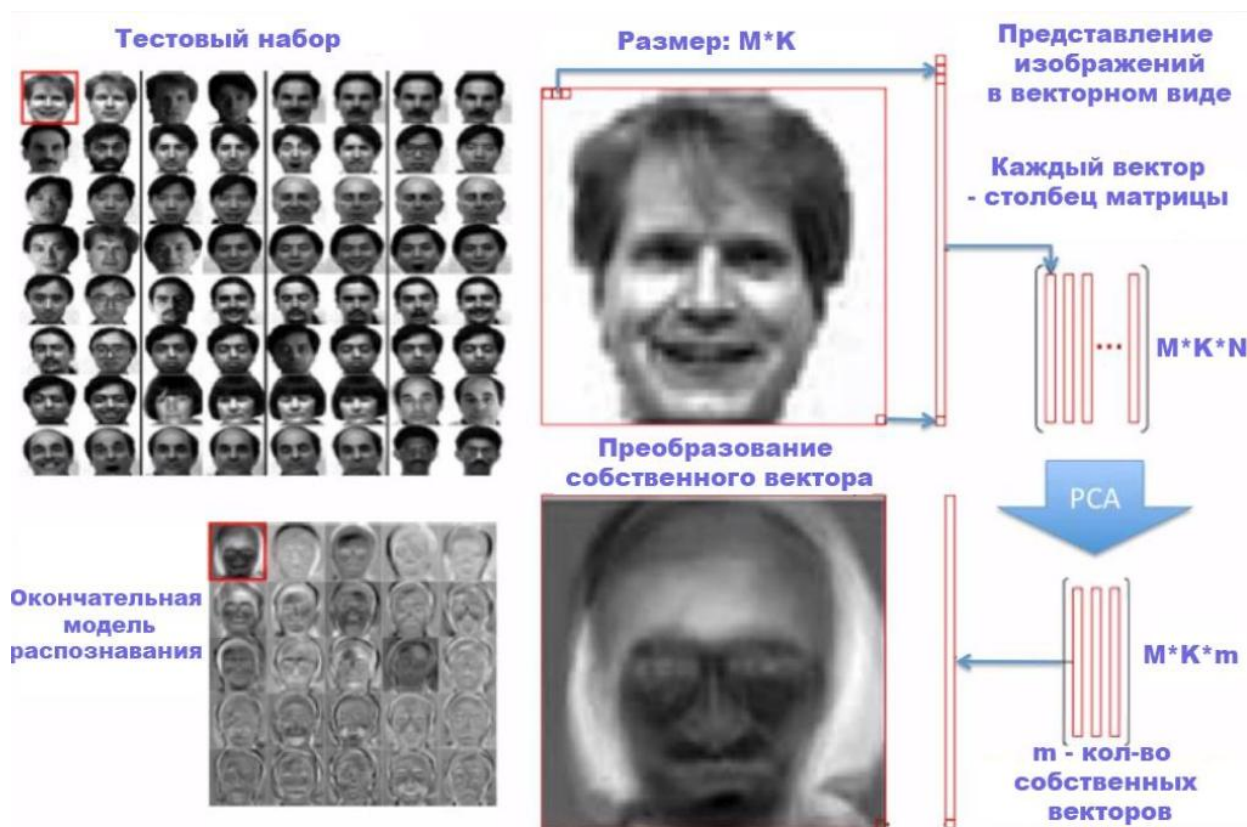 Тестовый набор
Размер: M*K
Представление
изображений
в векторном виде
Каждый вектор
- столбец матрицы
M*K*N
Преобразование
собственного вектора
PCA
Окончательная
модель
распознавания
M*K*m
m - кол-во
собственных
векторов